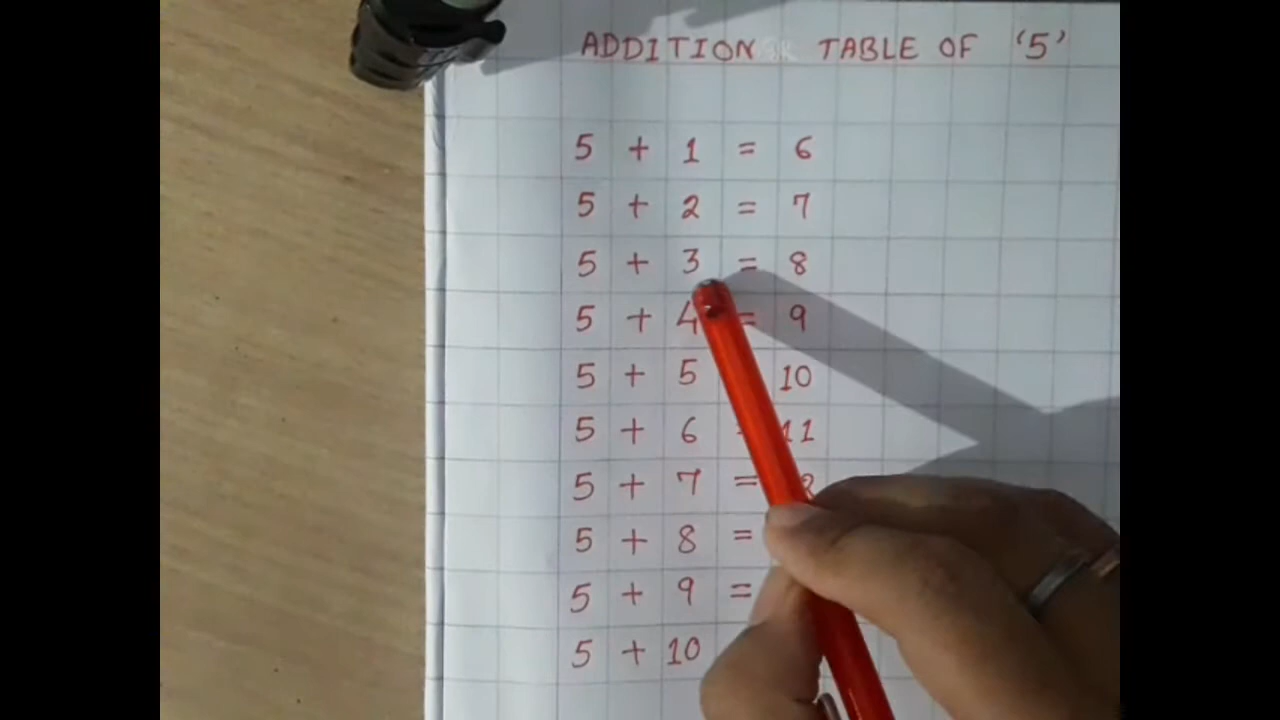 ADDITION TABLE OF '5'
5 + 1 = 6
5 + 2 = 7
5 + 3 = 8
5 + 4 = 9
5 + 5 10
5 + 6 11
5 + 7 =
5 + 8 =
5 + 9 =
5 + 10